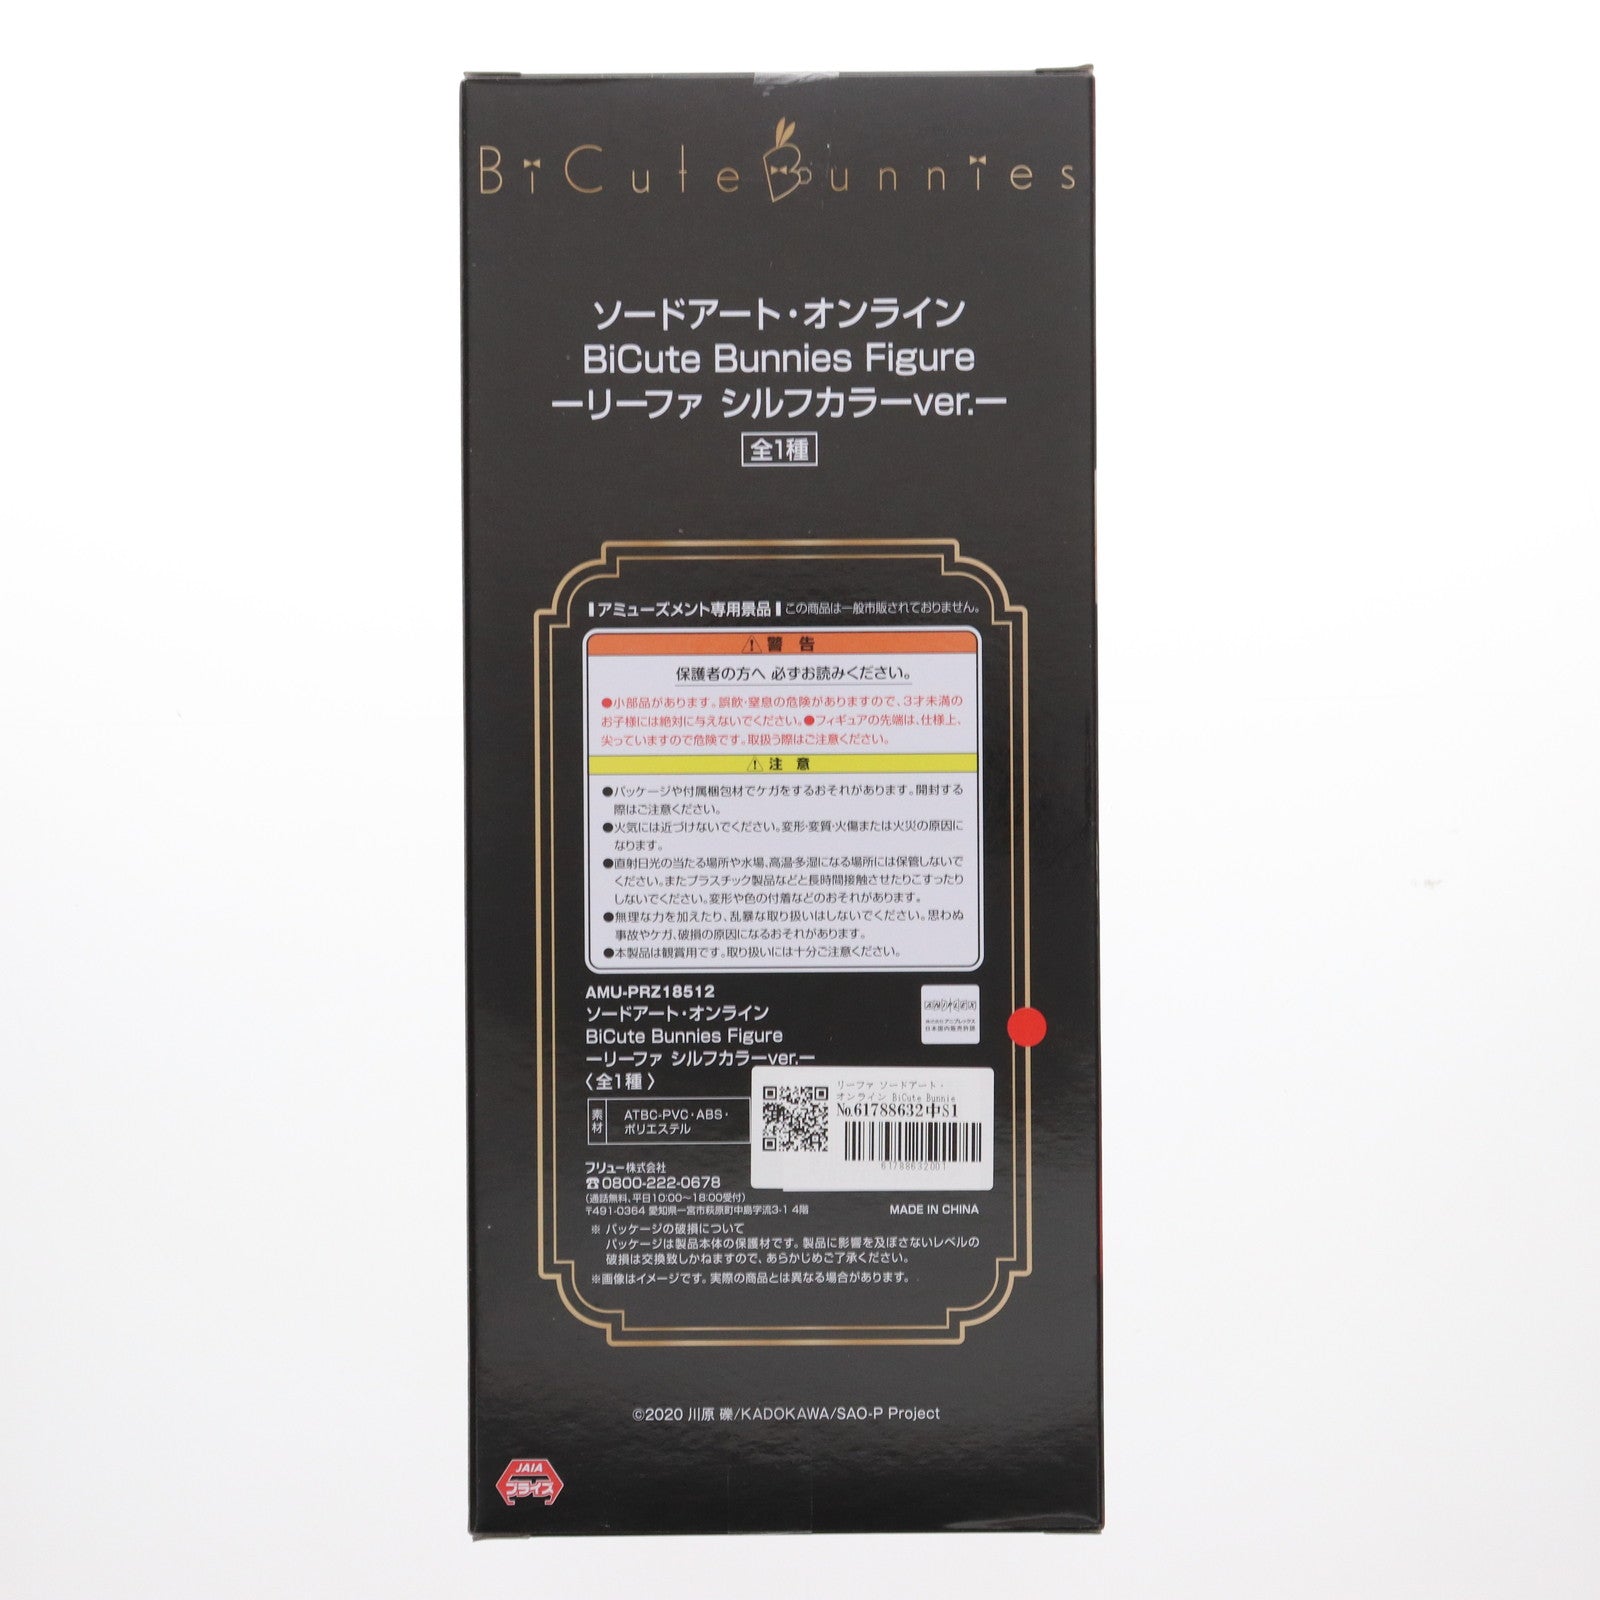 BiCute Bunnies
ソードアート・オンライン
BiCute Bunnies Figure
ーリーファ シルフカラーver.ー
全1種
アミューズメント専用景品 この商品は一般市販されておりません。
⚠警告
保護者の方へ 必ずお読みください。
●小部品があります。誤飲・窒息の危険がありますので、3才未満の
お子様には絶対に与えないでください。●フィギュアの先端は、仕様上、
尖っていますので危険です。取扱う際はご注意ください。
⚠注意
●パッケージや付属梱包材でケガをするおそれがあります。開封する
際はご注意ください。
●火気には近づけないでください。変形・変質・火傷または火災の原因に
なります。
●直射日光の当たる場所や水場、高温・多湿になる場所には保管しないで
ください。またプラスチック製品などと長時間接触させたりこすったり
しないでください。変形や色の付着などのおそれがあります。
●無理な力を加えたり、乱暴な取り扱いはしないでください。思わぬ
事故やケガ、破損の原因になるおそれがあります。
●本製品は観賞用です。取り扱いには十分ご注意ください。
AMU-PRZ18512
ソードアート・オンライン
BiCute Bunnies Figure
ーリーファ シルフカラーver.ー
〈全1種〉
ANIPLEX
株式会社アニプレックス
日本国内販売許諾
素材
ATBC-PVC・ABS・
ポリエステル
リーファ ソードアート・
オンライン BiCute Bunnie
No.61788632中S1
61788632001
フリュー株式会社
☎0800-222-0678
(通話無料、平日10:00～18:00受付)
〒491-0364 愛知県一宮市萩原町中島字流3-1 4階
MADE IN CHINA
※ パッケージの破損について
パッケージは製品本体の保護材です。製品に影響を及ぼさないレベルの
破損は交換致しかねますので、あらかじめご了承ください。
※画像はイメージです。実際の商品とは異なる場合があります。
©2020 川原 礫/KADOKAWA/SAO-P Project
JAIA
プライズ